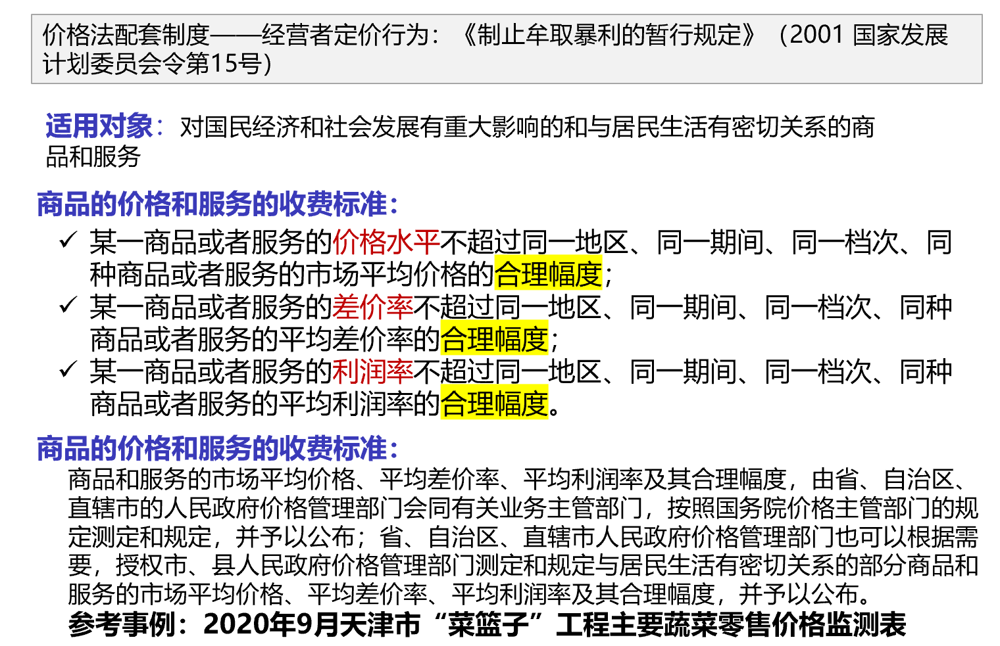 价格法配套制度——经营者定价行为：《制止牟取暴利的暂行规定》（2001 国家发展
计划委员会令第15号）
适用对象：对国民经济和社会发展有重大影响的和与居民生活有密切关系的商
品和服务
商品的价格和服务的收费标准：
✓ 某一商品或者服务的价格水平不超过同一地区、同一期间、同一档次、同
种商品或者服务的市场平均价格的合理幅度；
✓ 某一商品或者服务的差价率不超过同一地区、同一期间、同一档次、同种
商品或者服务的平均差价率的合理幅度；
✓ 某一商品或者服务的利润率不超过同一地区、同一期间、同一档次、同种
商品或者服务的平均利润率的合理幅度。
商品的价格和服务的收费标准：
商品和服务的市场平均价格、平均差价率、平均利润率及其合理幅度，由省、自治区、
直辖市的人民政府价格管理部门会同有关业务主管部门，按照国务院价格主管部门的规
定测定和规定，并予以公布；省、自治区、直辖市人民政府价格管理部门也可以根据需
要，授权市、县人民政府价格管理部门测定和规定与居民生活有密切关系的部分商品和
服务的市场平均价格、平均差价率、平均利润率及其合理幅度，并予以公布。
参考事例：2020年9月天津市“菜篮子”工程主要蔬菜零售价格监测表